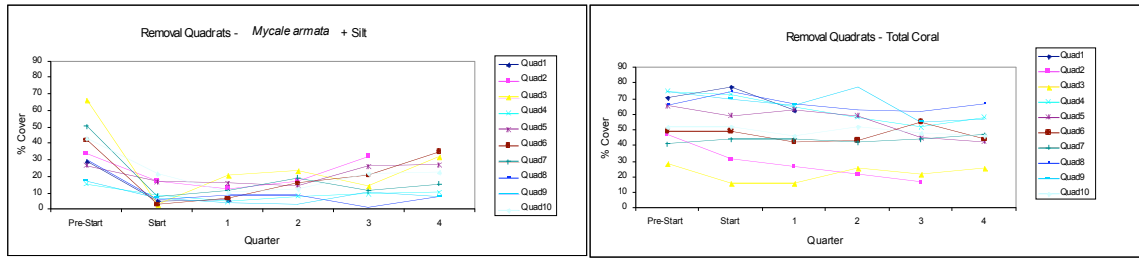 Removal Quadrats - Mycale armata + Silt
90
80
70
60
50
40
30
20
10
0
% Cover
Pre-Start Start 1 2 3 4
Quarter
Quad1
Quad2
Quad3
Quad4
Quad5
Quad6
Quad7
Quad8
Quad9
Quad10
Removal Quadrats - Total Coral
90
80
70
60
50
40
30
20
10
0
% Cover
Pre-Start Start 1 2 3 4
Quarter
Quad1
Quad2
Quad3
Quad4
Quad5
Quad6
Quad7
Quad8
Quad9
Quad10